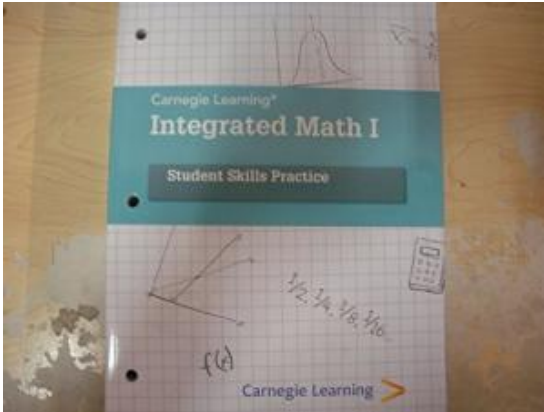 Carnegie Learning®
Integrated Math I
Student Skills Practice
1/2, 1/4, 1/8, 1/16
f(x)
Carnegie Learning